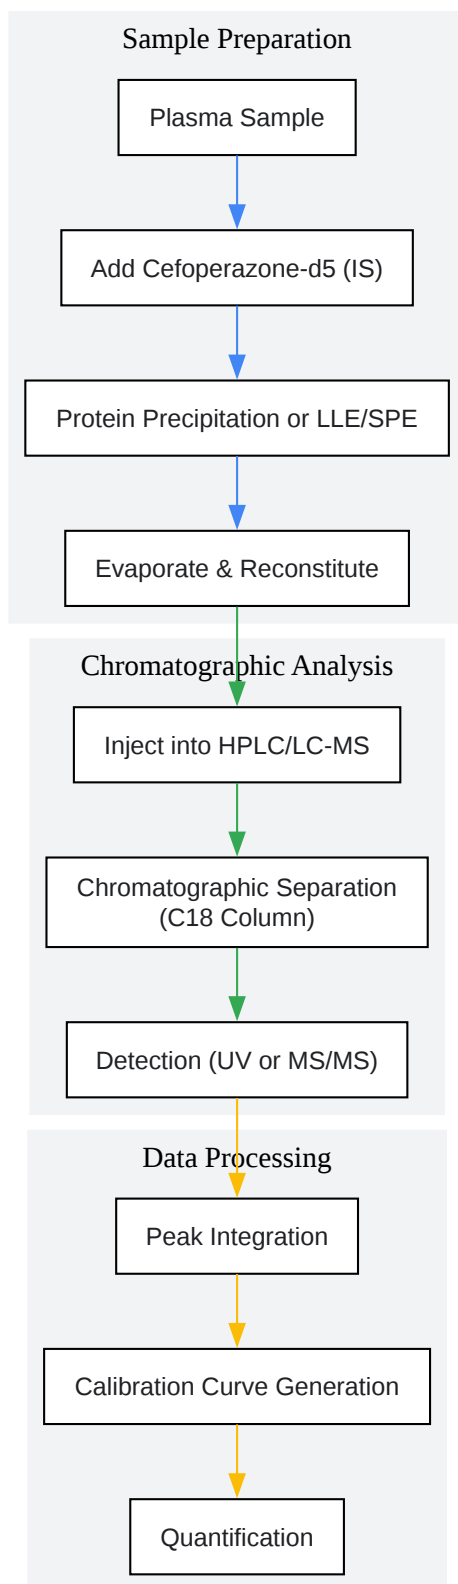 Sample Preparation
Plasma Sample
Add Cefoperazone-d5 (IS)
Protein Precipitation or LLE/SPE
Evaporate & Reconstitute
Chromatographic Analysis
Inject into HPLC/LC-MS
Chromatographic Separation
(C18 Column)
Detection (UV or MS/MS)
Data Processing
Peak Integration
Calibration Curve Generation
Quantification